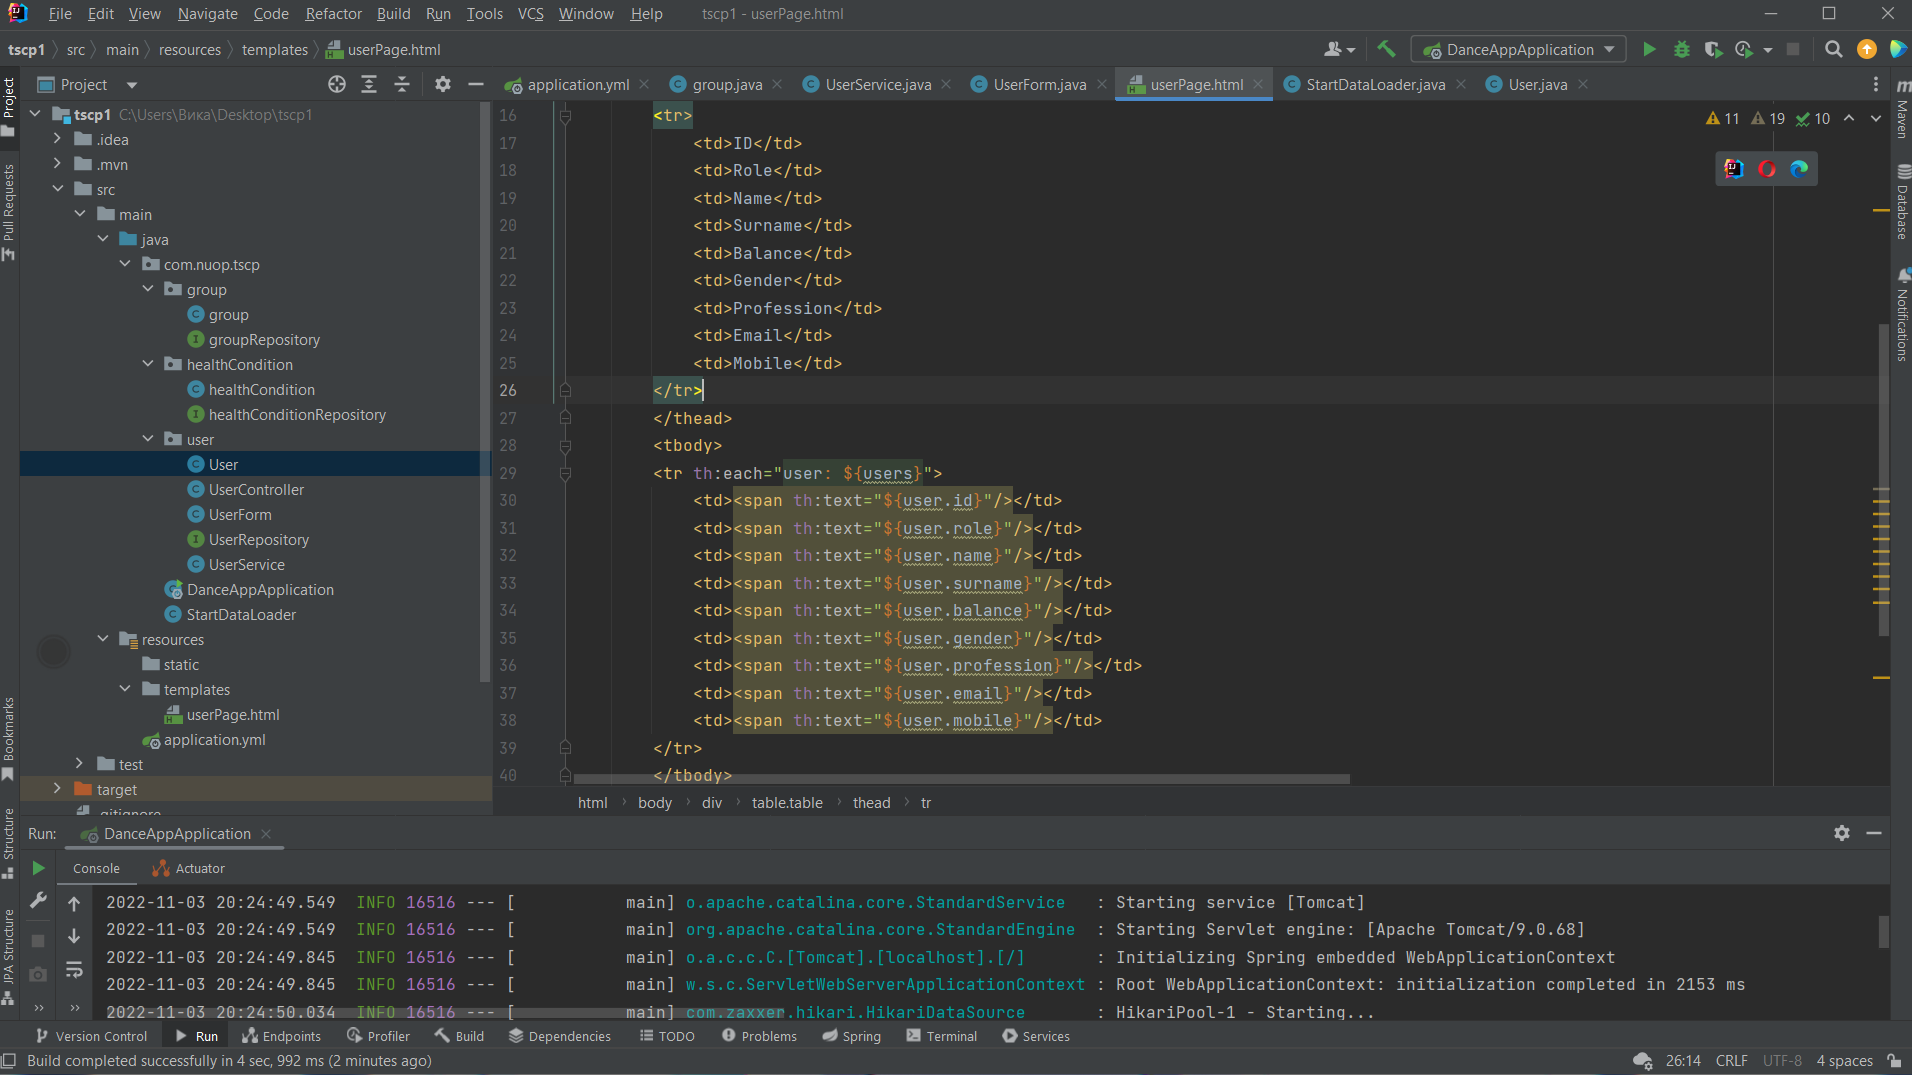 File Edit View Navigate Code Refactor Build Run Tools VCS Window Help tscp1 - userPage.html
tscp1 src main resources templates userPage.html
DanceAppApplication
Project
application.yml group.java UserService.java UserForm.java userPage.html StartDataLoader.java User.java
Project
Pull Requests
Bookmarks
Structure
JPA Structure
tscp1 C:\Users\Вика\Desktop\tscp1
.idea
.mvn
src
main
java
com.nuop.tscp
group
group
groupRepository
healthCondition
healthCondition
healthConditionRepository
user
User
UserController
UserForm
UserRepository
UserService
DanceAppApplication
StartDataLoader
resources
static
templates
userPage.html
application.yml
test
target
.gitignore
11 19 10
16 <tr>
17 <td>ID</td>
18 <td>Role</td>
19 <td>Name</td>
20 <td>Surname</td>
21 <td>Balance</td>
22 <td>Gender</td>
23 <td>Profession</td>
24 <td>Email</td>
25 <td>Mobile</td>
26 </tr>
27 </thead>
28 <tbody>
29 <tr th:each="user: ${users}">
30 <td><span th:text="${user.id}"/></td>
31 <td><span th:text="${user.role}"/></td>
32 <td><span th:text="${user.name}"/></td>
33 <td><span th:text="${user.surname}"/></td>
34 <td><span th:text="${user.balance}"/></td>
35 <td><span th:text="${user.gender}"/></td>
36 <td><span th:text="${user.profession}"/></td>
37 <td><span th:text="${user.email}"/></td>
38 <td><span th:text="${user.mobile}"/></td>
39 </tr>
40 </tbody>
html body div table.table thead tr
Maven
Database
Notifications
Run: DanceAppApplication
Console Actuator
2022-11-03 20:24:49.549 INFO 16516 --- [ main] o.apache.catalina.core.StandardService : Starting service [Tomcat]
2022-11-03 20:24:49.549 INFO 16516 --- [ main] org.apache.catalina.core.StandardEngine : Starting Servlet engine: [Apache Tomcat/9.0.68]
2022-11-03 20:24:49.845 INFO 16516 --- [ main] o.a.c.c.C.[Tomcat].[localhost].[/] : Initializing Spring embedded WebApplicationContext
2022-11-03 20:24:49.845 INFO 16516 --- [ main] w.s.c.ServletWebServerApplicationContext : Root WebApplicationContext: initialization completed in 2153 ms
2022-11-03 20:24:50.034 INFO 16516 --- [ main] com.zaxxer.hikari.HikariDataSource : HikariPool-1 - Starting...
Version Control Run Endpoints Profiler Build Dependencies TODO Problems Spring Terminal Services
Build completed successfully in 4 sec, 992 ms (2 minutes ago) 26:14 CRLF UTF-8 4 spaces